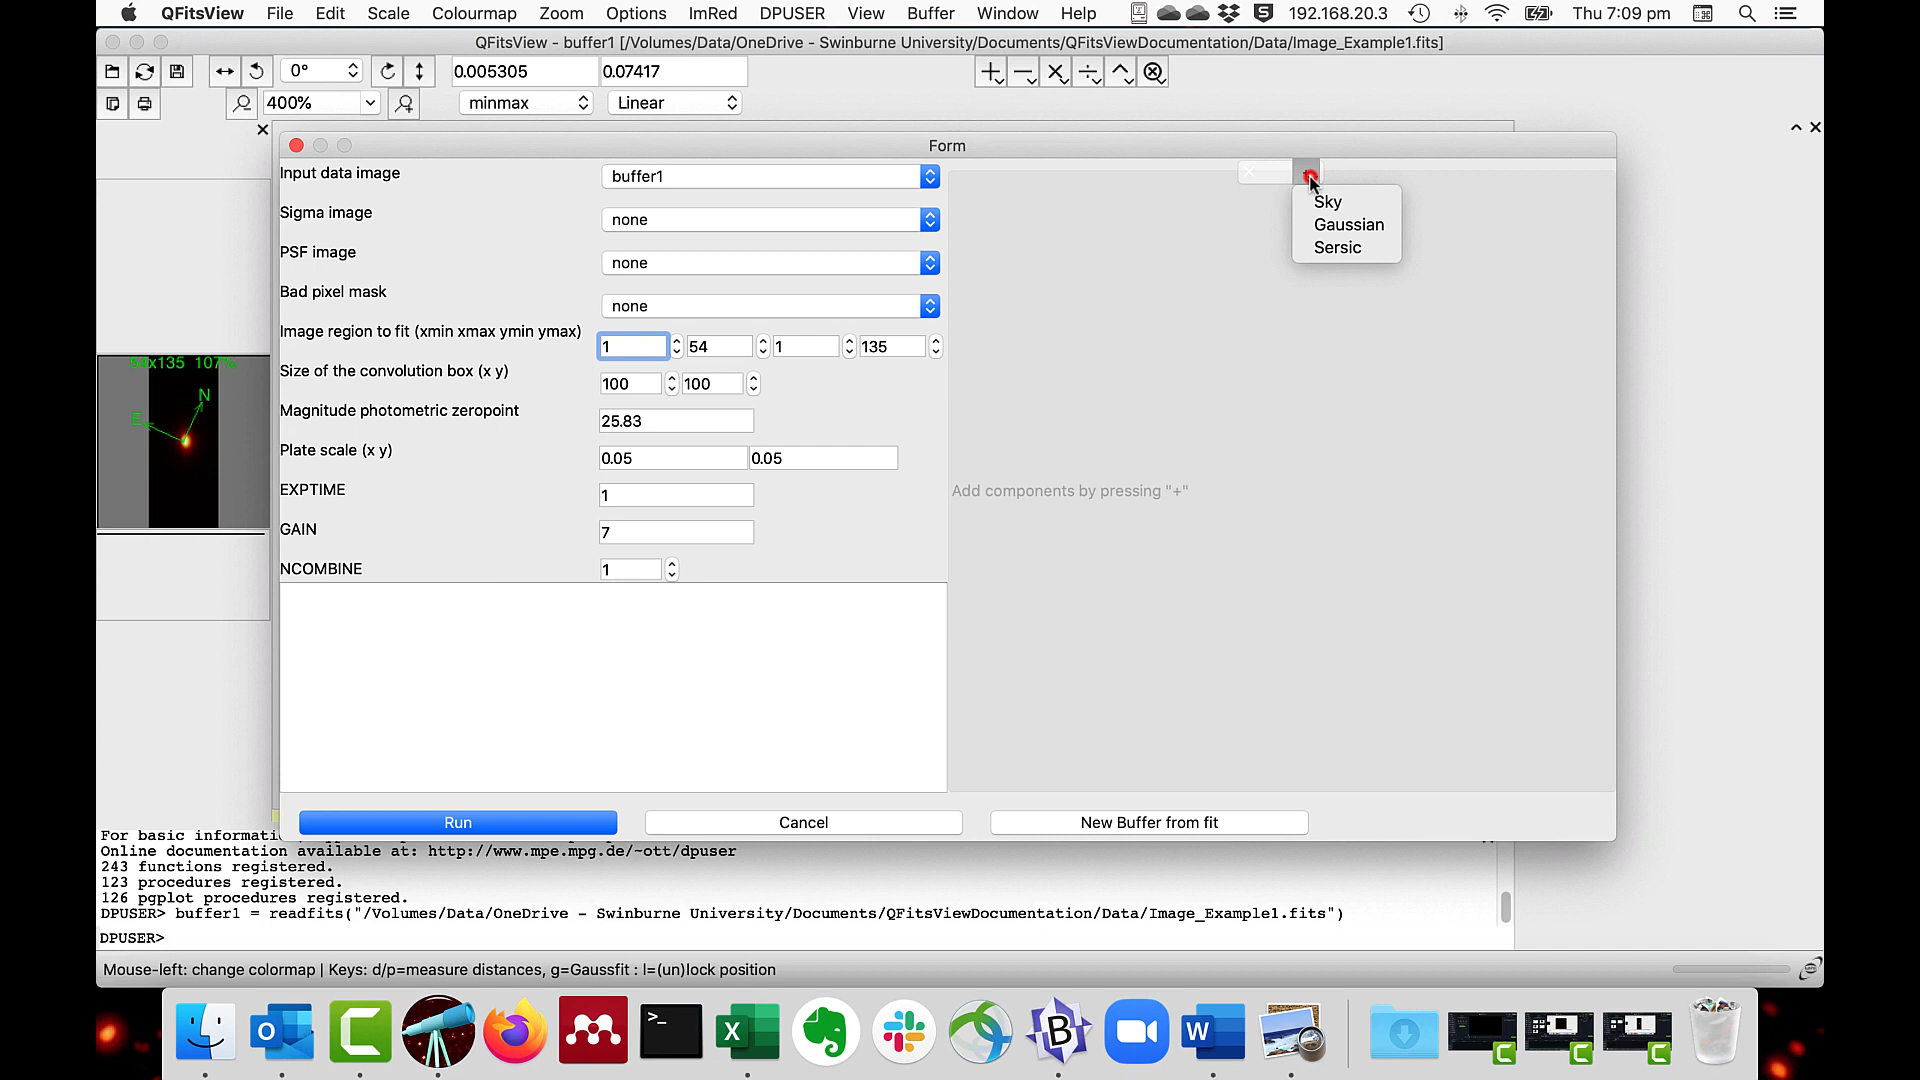 QFitsView File Edit Scale Colourmap Zoom Options ImRed DPUSER View Buffer Window Help 192.168.20.3 Thu 7:09 pm
QFitsView - buffer1 [/Volumes/Data/OneDrive - Swinburne University/Documents/QFitsViewDocumentation/Data/Image_Example1.fits]
0° 0.005305 0.07417
400% minmax Linear
Form
Input data image buffer1
Sigma image none
PSF image none
Bad pixel mask none
Image region to fit (xmin xmax ymin ymax) 1 54 1 135
Size of the convolution box (x y) 100 100
Magnitude photometric zeropoint 25.83
Plate scale (x y) 0.05 0.05
EXPTIME 1
GAIN 7
NCOMBINE 1
Sky
Gaussian
Sersic
Add components by pressing "+"
54x135 107%
N
E
Run Cancel New Buffer from fit
For basic informati
Online documentation available at: http://www.mpe.mpg.de/~ott/dpuser
243 functions registered.
123 procedures registered.
126 pgplot procedures registered.
DPUSER> buffer1 = readfits("/Volumes/Data/OneDrive - Swinburne University/Documents/QFitsViewDocumentation/Data/Image_Example1.fits")
DPUSER>
Mouse-left: change colormap | Keys: d/p=measure distances, g=Gaussfit : l=(un)lock position